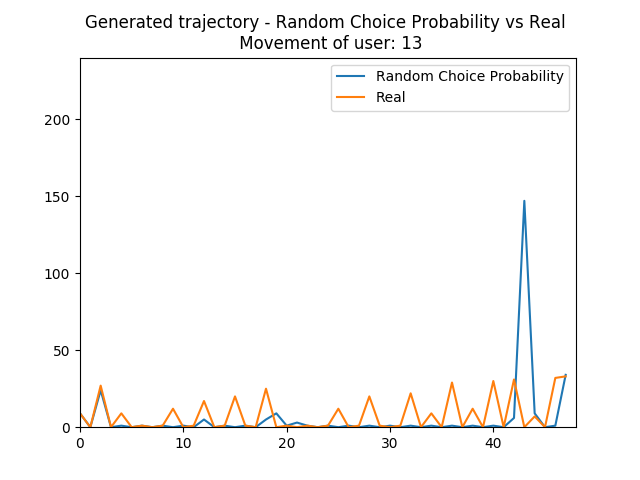 Generated trajectory - Random Choice Probability vs Real
Movement of user: 13
Random Choice Probability
Real
200
150
100
50
0
0 10 20 30 40